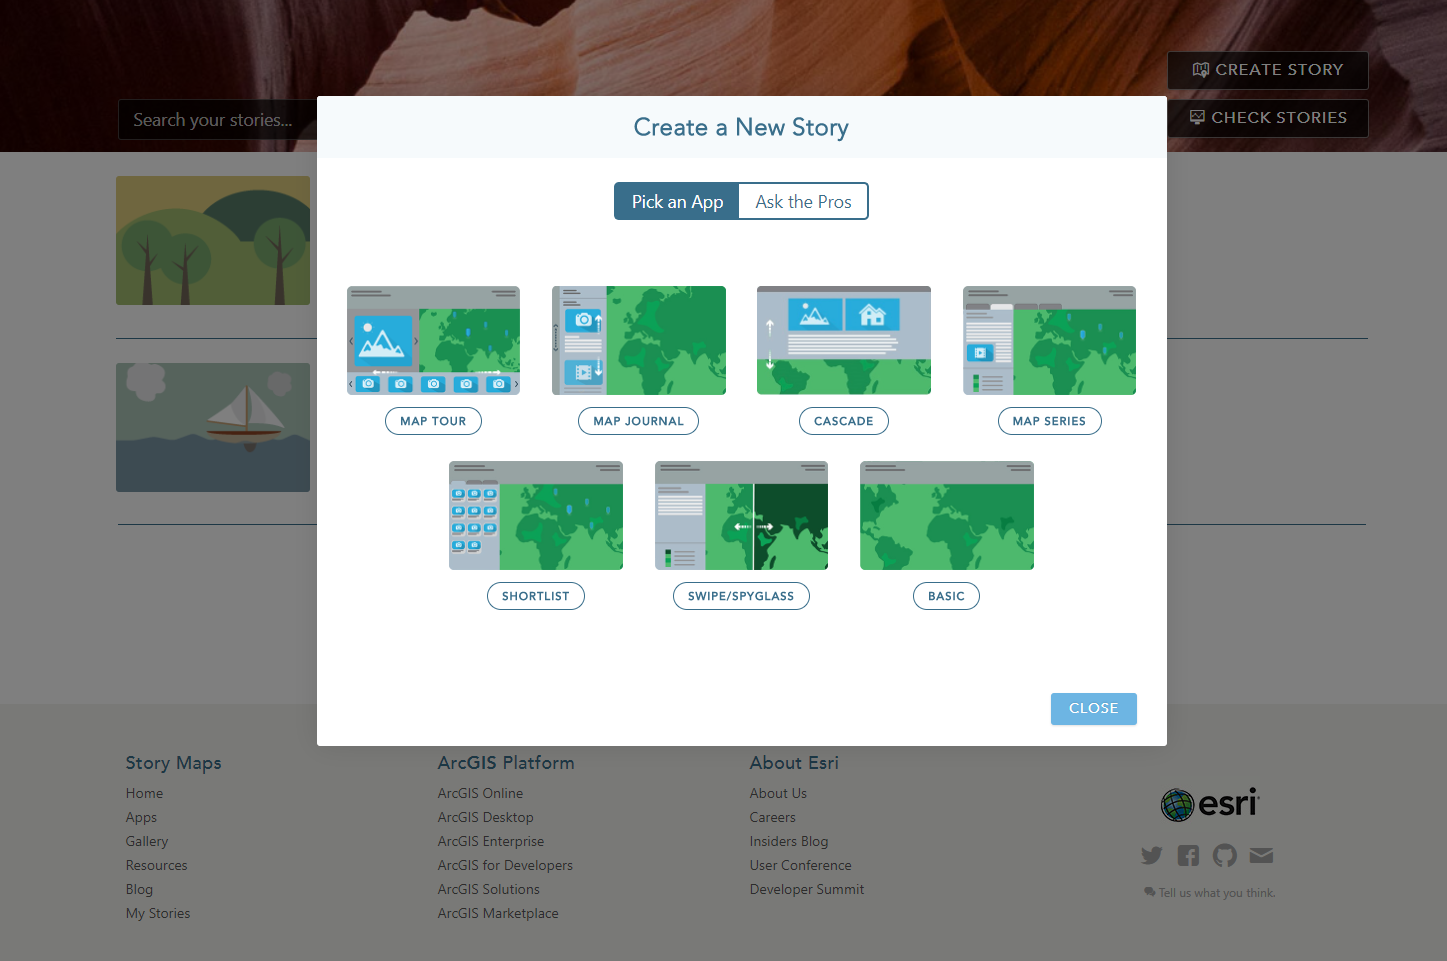 CREATE STORY
Search your stories...
CHECK STORIES
Create a New Story
Pick an App
Ask the Pros
MAP TOUR
MAP JOURNAL
CASCADE
MAP SERIES
SHORTLIST
SWIPE/SPYGLASS
BASIC
CLOSE
Story Maps
Home
Apps
Gallery
Resources
Blog
My Stories
ArcGIS Platform
ArcGIS Online
ArcGIS Desktop
ArcGIS Enterprise
ArcGIS for Developers
ArcGIS Solutions
ArcGIS Marketplace
About Esri
About Us
Careers
Insiders Blog
User Conference
Developer Summit
esri
Tell us what you think.